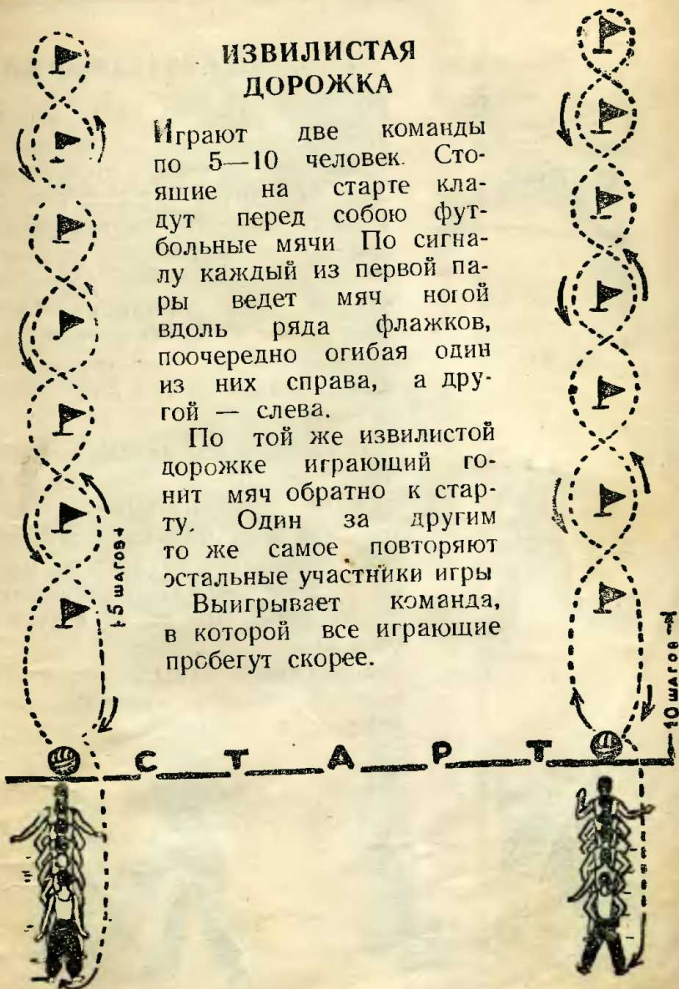 ИЗВИЛИСТАЯ
ДОРОЖКА
Играют две команды
по 5—10 человек. Сто-
ящие на старте кла-
дут перед собою фут-
больные мячи По сигна-
лу каждый из первой па-
ры ведет мяч ногой
вдоль ряда флажков,
поочередно огибая один
из них справа, а дру-
гой — слева.
По той же извилистой
дорожке играющий го-
нит мяч обратно к стар-
ту. Один за другим
то же самое повторяют
остальные участники игры
Выигрывает команда,
в которой все играющие
пробегут скорее.
5 ШАГОВ
10 ШАГОВ
СТАРТ